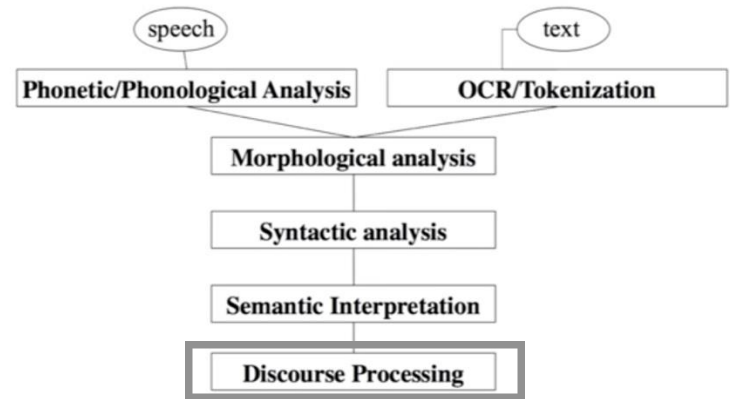 speech
text
Phonetic/Phonological Analysis
OCR/Tokenization
Morphological analysis
Syntactic analysis
Semantic Interpretation
Discourse Processing